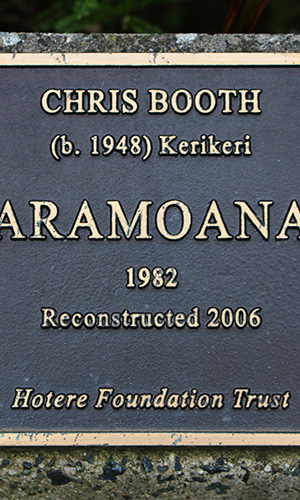 CHRIS BOOTH
(b. 1948) Kerikeri
ARAMOANA
1982
Reconstructed 2006
Hotere Foundation Trust